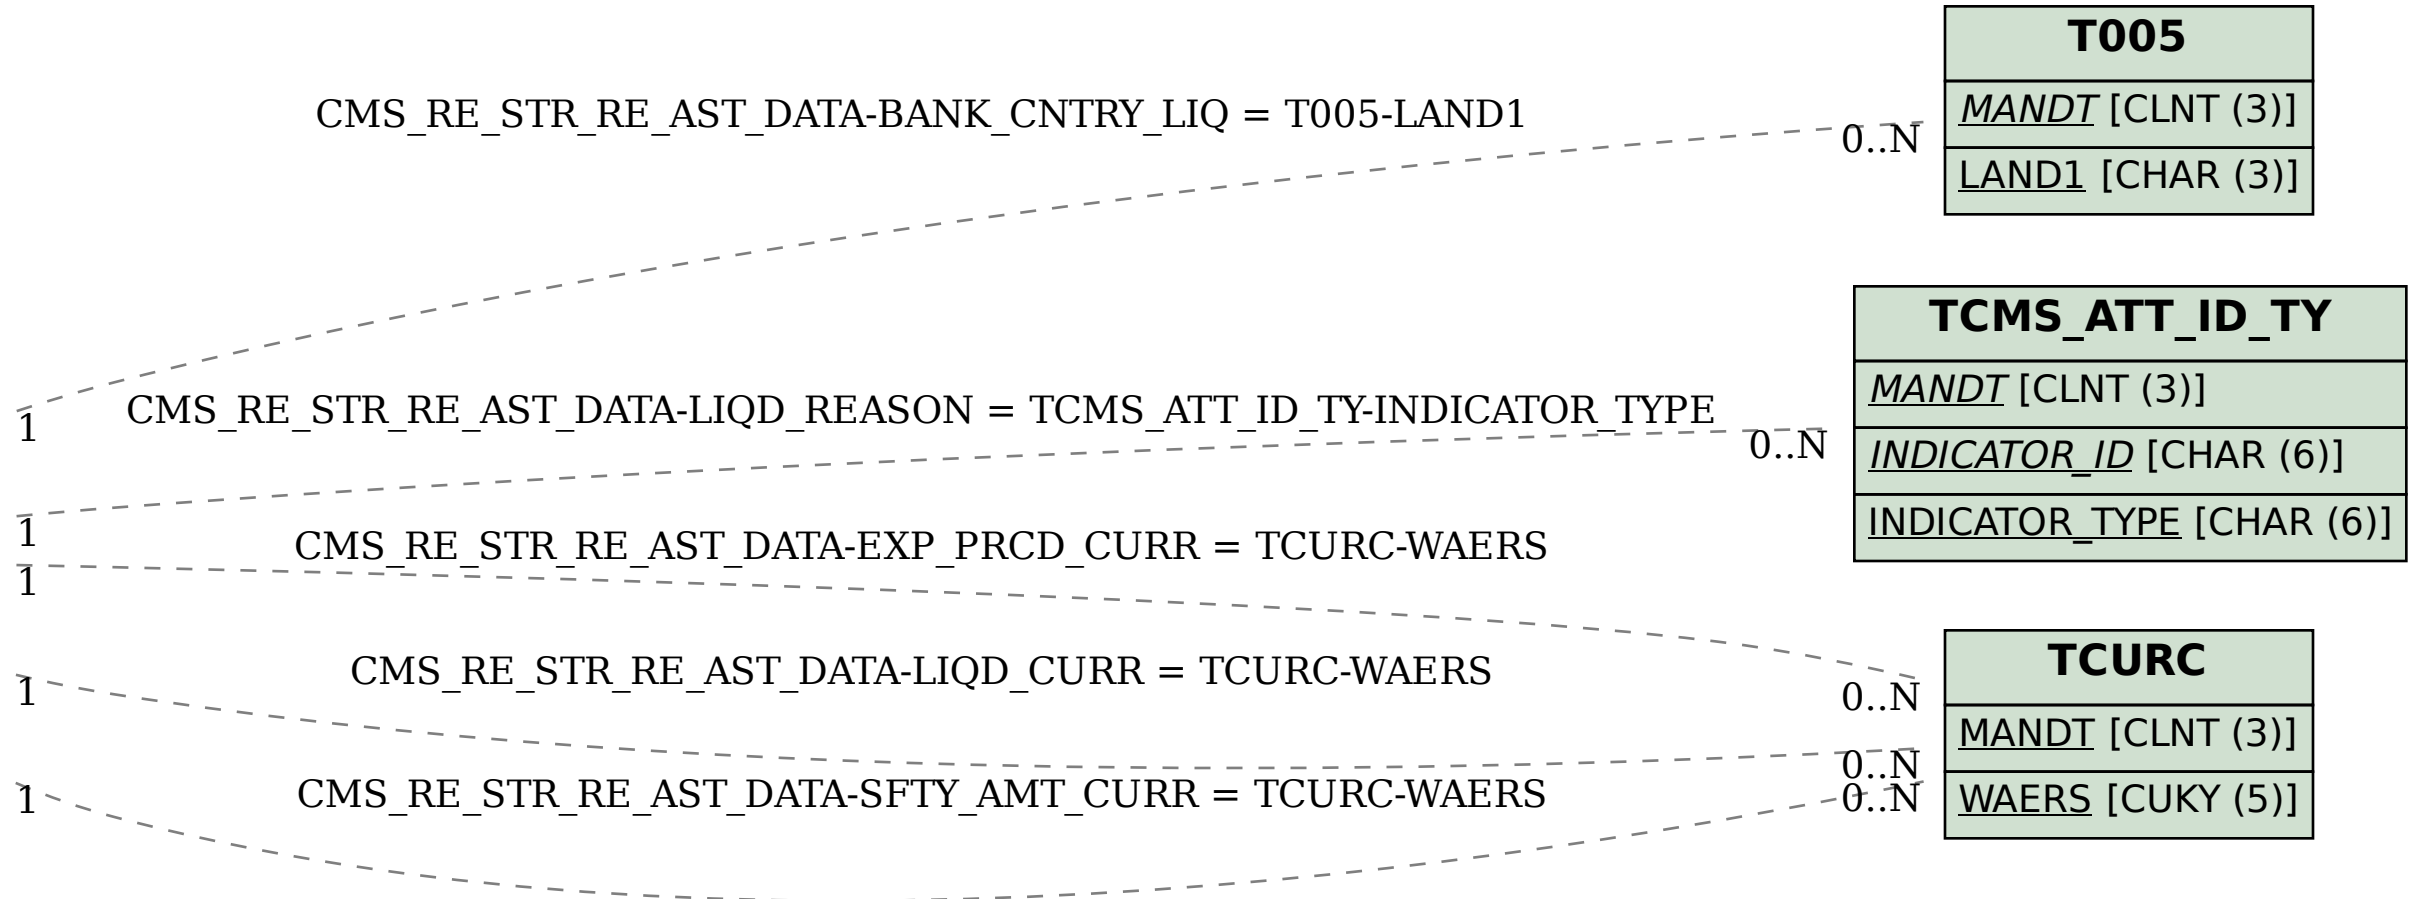 T005
MANDT [CLNT (3)]
LAND1 [CHAR (3)]
CMS_RE_STR_RE_AST_DATA-BANK_CNTRY_LIQ = T005-LAND1
0..N
1
TCMS_ATT_ID_TY
MANDT [CLNT (3)]
INDICATOR_ID [CHAR (6)]
INDICATOR_TYPE [CHAR (6)]
CMS_RE_STR_RE_AST_DATA-LIQD_REASON = TCMS_ATT_ID_TY-INDICATOR_TYPE
0..N
1
CMS_RE_STR_RE_AST_DATA-EXP_PRCD_CURR = TCURC-WAERS
1
0..N
TCURC
MANDT [CLNT (3)]
WAERS [CUKY (5)]
CMS_RE_STR_RE_AST_DATA-LIQD_CURR = TCURC-WAERS
1
0..N
CMS_RE_STR_RE_AST_DATA-SFTY_AMT_CURR = TCURC-WAERS
1
0..N